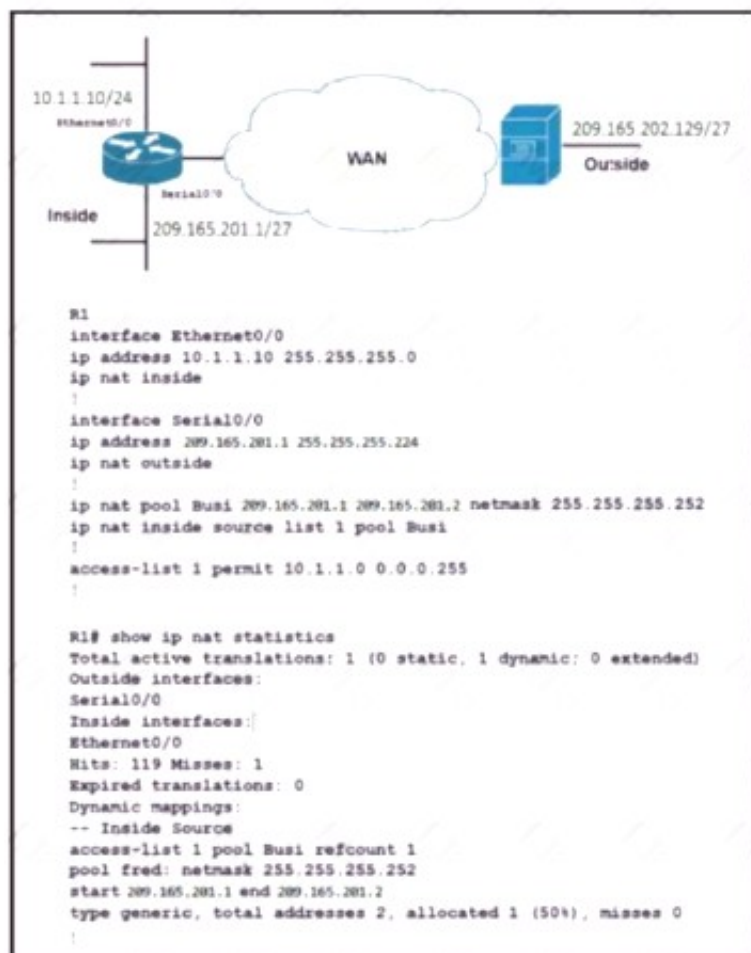 10.1.1.10/24
Ethernet0/0
WAN
209.165.202.129/27
Outside
Serial0/0
Inside
209.165.201.1/27
R1
interface Ethernet0/0
ip address 10.1.1.10 255.255.255.0
ip nat inside
!
interface Serial0/0
ip address 209.165.201.1 255.255.255.224
ip nat outside
!
ip nat pool Busi 209.165.201.1 209.165.201.2 netmask 255.255.255.252
ip nat inside source list 1 pool Busi
!
access-list 1 permit 10.1.1.0 0.0.0.255
!
R1# show ip nat statistics
Total active translations: 1 (0 static, 1 dynamic; 0 extended)
Outside interfaces:
Serial0/0
Inside interfaces:
Ethernet0/0
Hits: 119 Misses: 1
Expired translations: 0
Dynamic mappings:
-- Inside Source
access-list 1 pool Busi refcount 1
pool fred: netmask 255.255.255.252
start 209.165.201.1 end 209.165.201.2
type generic, total addresses 2, allocated 1 (50%), misses 0
!